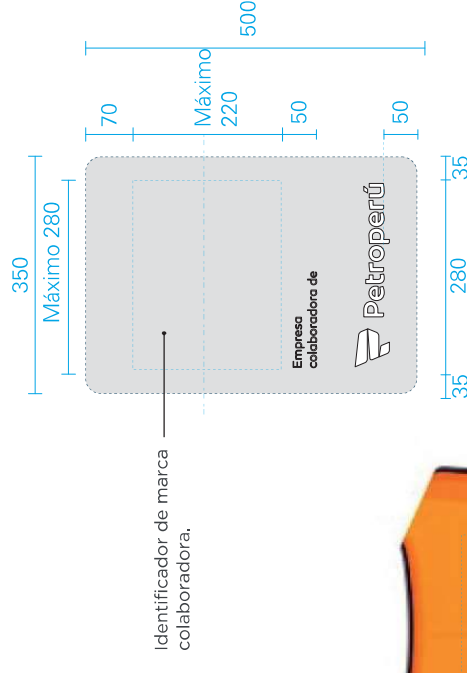 350
Máximo 280
500
70
Máximo
220
50
50
Identificador de marca
colaboradora.
Empresa
colaboradora de
Petroperú
35
280
35